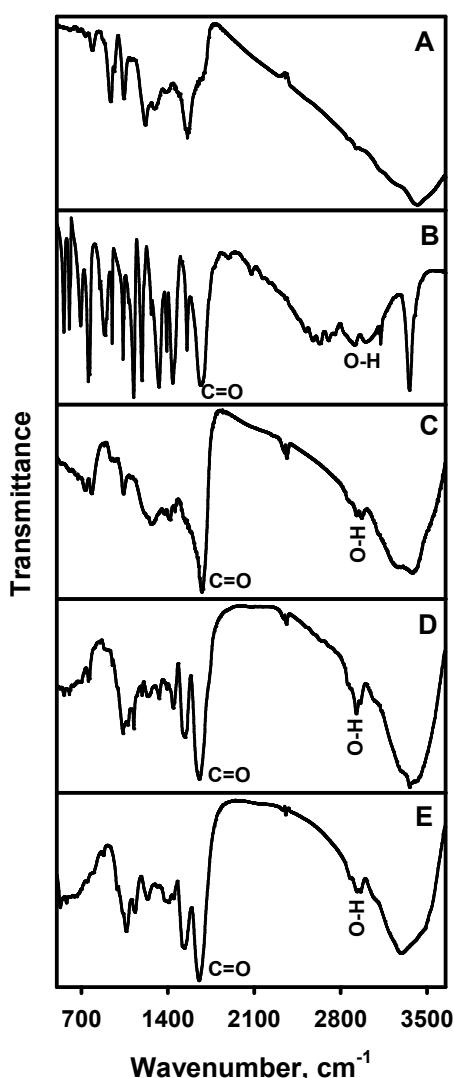 A
B
O-H
C=O
C
O-H
C=O
D
O-H
C=O
E
O-H
C=O
Transmittance
700 1400 2100 2800 3500
Wavenumber, cm⁻¹